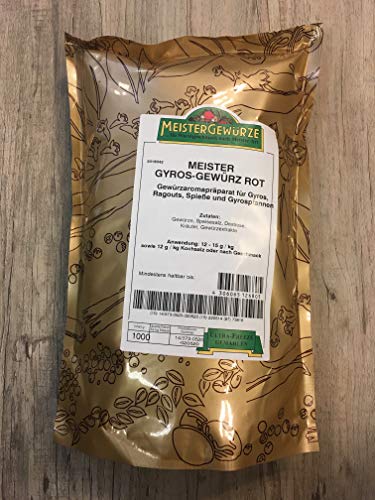 MEISTERGEWÜRZE
MEISTER
GYROS-GEWÜRZ ROT
Gewürzaromapräparat für Gyros,
Ragouts, Spieße und Gyrospfannen
Zutaten:
Gewürze, Speisesalz, Dextrose,
Kräuter, Gewürzextrakte
Anwendung: 12 - 15 g / kg
sowie 12 g / kg Kochsalz oder nach Geschmack
Mindestens haltbar bis:
1000
EXTRA-FREEZE
GEMAHLEN